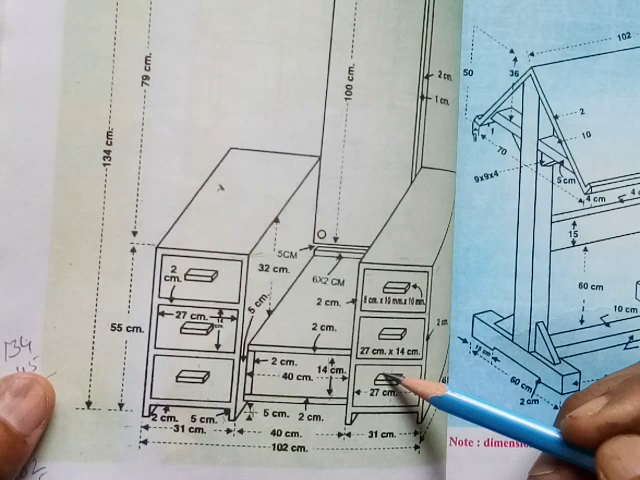 79 cm.
134 cm.
100 cm.
2 cm.
1 cm.
5CM
32 cm.
6X2 CM
2
cm.
5 cm.
2 cm.
8 cm. x 10 mm.x 10 mm.
27 cm.
14
cm.
55 cm.
2 cm.
27 cm. x 14 cm.
2 cm.
2 cm.
14 cm.
40 cm.
27 cm.
2 cm.
5 cm.
5 cm.
2 cm.
31 cm.
40 cm.
31 cm.
102 cm.
134
102
50
36
2
10
70
9x9x4
5 cm
4 cm
15
60 cm
10 cm
60 cm
2 cm
Note : dimensio